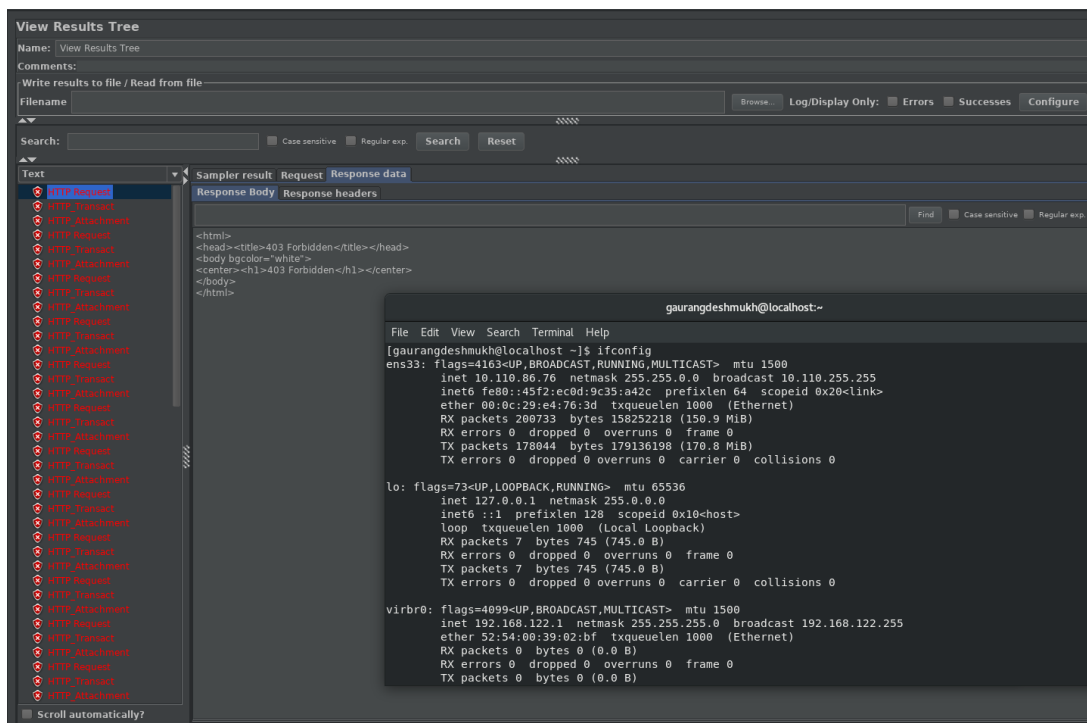 View Results Tree
Name: View Results Tree
Comments:
Write results to file / Read from file
Filename Browse... Log/Display Only: Errors Successes Configure
Search: Case sensitive Regular exp. Search Reset
Text
Sampler result Request Response data
Response Body Response headers
Find Case sensitive Regular exp.
HTTP Request
HTTP_Transact
HTTP_Attachment
HTTP Request
HTTP_Transact
HTTP_Attachment
HTTP Request
HTTP_Transact
HTTP_Attachment
HTTP Request
HTTP_Transact
HTTP_Attachment
HTTP Request
HTTP_Transact
HTTP_Attachment
HTTP Request
HTTP_Transact
HTTP_Attachment
HTTP Request
HTTP_Transact
HTTP_Attachment
HTTP Request
HTTP_Transact
HTTP_Attachment
HTTP Request
HTTP_Transact
HTTP_Attachment
HTTP Request
HTTP_Transact
HTTP_Attachment
HTTP Request
HTTP_Transact
HTTP_Attachment
HTTP Request
HTTP_Transact
HTTP_Attachment
Scroll automatically?
<html>
<head><title>403 Forbidden</title></head>
<body bgcolor="white">
<center><h1>403 Forbidden</h1></center>
</body>
</html>
gaurangdeshmukh@localhost:~
File Edit View Search Terminal Help
[gaurangdeshmukh@localhost ~]$ ifconfig
ens33: flags=4163<UP,BROADCAST,RUNNING,MULTICAST> mtu 1500
inet 10.110.86.76 netmask 255.255.0.0 broadcast 10.110.255.255
inet6 fe80::45f2:ec0d:9c35:a42c prefixlen 64 scopeid 0x20<link>
ether 00:0c:29:e4:76:3d txqueuelen 1000 (Ethernet)
RX packets 200733 bytes 158252218 (150.9 MiB)
RX errors 0 dropped 0 overruns 0 frame 0
TX packets 178044 bytes 179136198 (170.8 MiB)
TX errors 0 dropped 0 overruns 0 carrier 0 collisions 0
lo: flags=73<UP,LOOPBACK,RUNNING> mtu 65536
inet 127.0.0.1 netmask 255.0.0.0
inet6 ::1 prefixlen 128 scopeid 0x10<host>
loop txqueuelen 1000 (Local Loopback)
RX packets 7 bytes 745 (745.0 B)
RX errors 0 dropped 0 overruns 0 frame 0
TX packets 7 bytes 745 (745.0 B)
TX errors 0 dropped 0 overruns 0 carrier 0 collisions 0
virbr0: flags=4099<UP,BROADCAST,MULTICAST> mtu 1500
inet 192.168.122.1 netmask 255.255.255.0 broadcast 192.168.122.255
ether 52:54:00:39:02:bf txqueuelen 1000 (Ethernet)
RX packets 0 bytes 0 (0.0 B)
RX errors 0 dropped 0 overruns 0 frame 0
TX packets 0 bytes 0 (0.0 B)